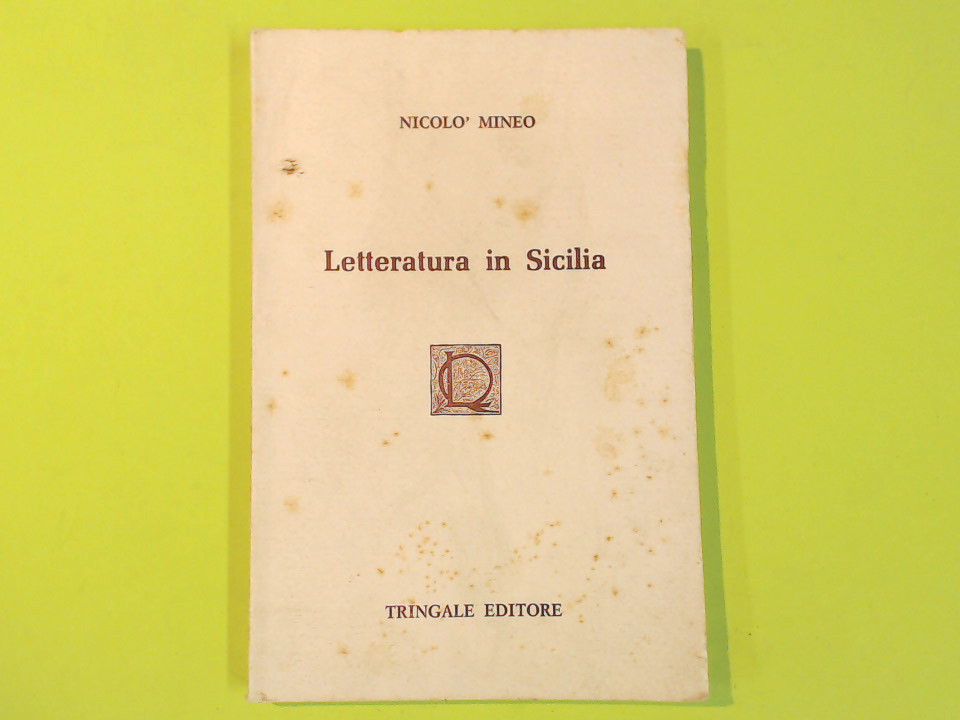 NICOLO' MINEO
Letteratura in Sicilia
TRINGALE EDITORE